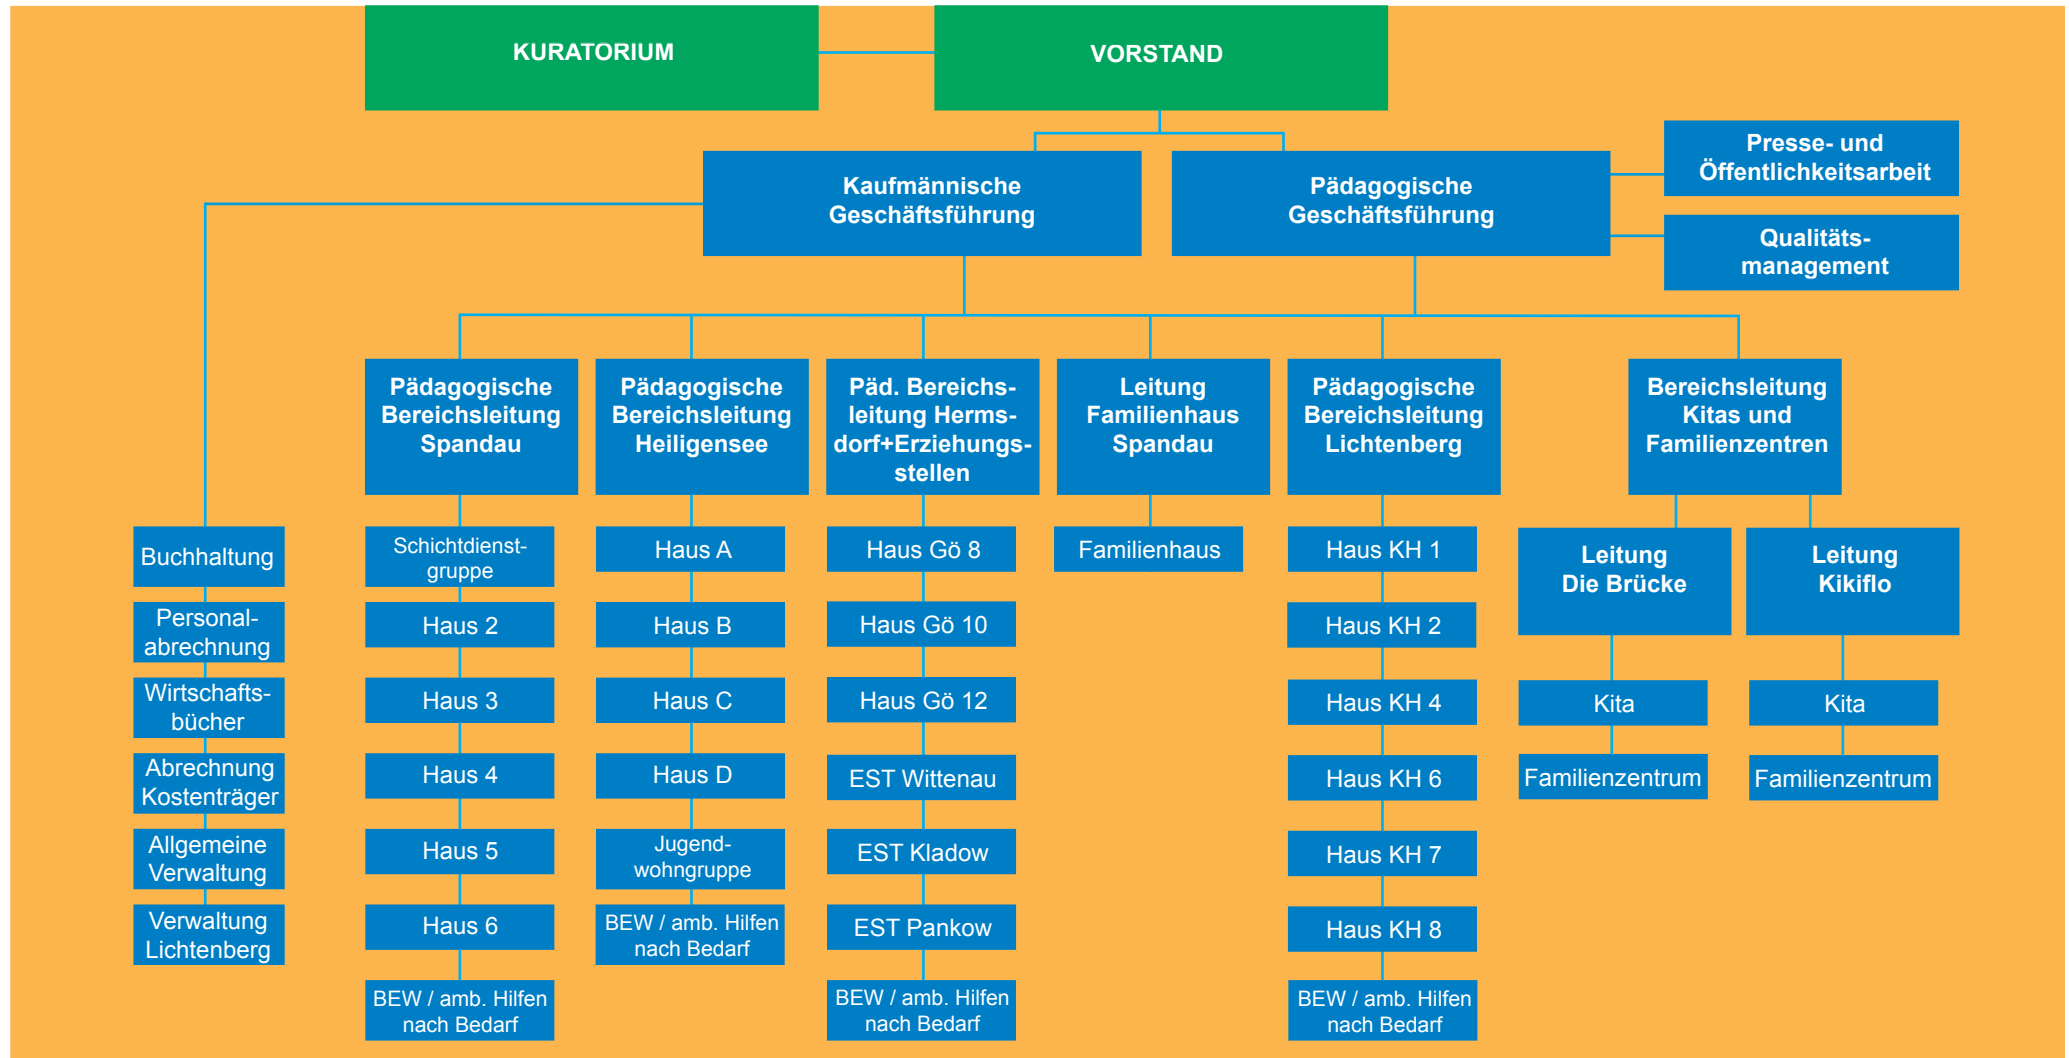 KURATORIUM
VORSTAND
Kaufmännische
Geschäftsführung
Pädagogische
Geschäftsführung
Presse- und
Öffentlichkeitsarbeit
Qualitäts-
management
Pädagogische
Bereichsleitung
Spandau
Pädagogische
Bereichsleitung
Heiligensee
Päd. Bereichs-
leitung Herms-
dorf+Erziehungs-
stellen
Leitung
Familienhaus
Spandau
Pädagogische
Bereichsleitung
Lichtenberg
Bereichsleitung
Kitas und
Familienzentren
Buchhaltung
Personal-
abrechnung
Wirtschafts-
bücher
Abrechnung
Kostenträger
Allgemeine
Verwaltung
Verwaltung
Lichtenberg
Schichtdienst-
gruppe
Haus 2
Haus 3
Haus 4
Haus 5
Haus 6
BEW / amb. Hilfen
nach Bedarf
Haus A
Haus B
Haus C
Haus D
Jugend-
wohngruppe
BEW / amb. Hilfen
nach Bedarf
Haus Gö 8
Haus Gö 10
Haus Gö 12
EST Wittenau
EST Kladow
EST Pankow
BEW / amb. Hilfen
nach Bedarf
Familienhaus
Haus KH 1
Haus KH 2
Haus KH 4
Haus KH 6
Haus KH 7
Haus KH 8
BEW / amb. Hilfen
nach Bedarf
Leitung
Die Brücke
Kita
Familienzentrum
Leitung
Kikiflo
Kita
Familienzentrum